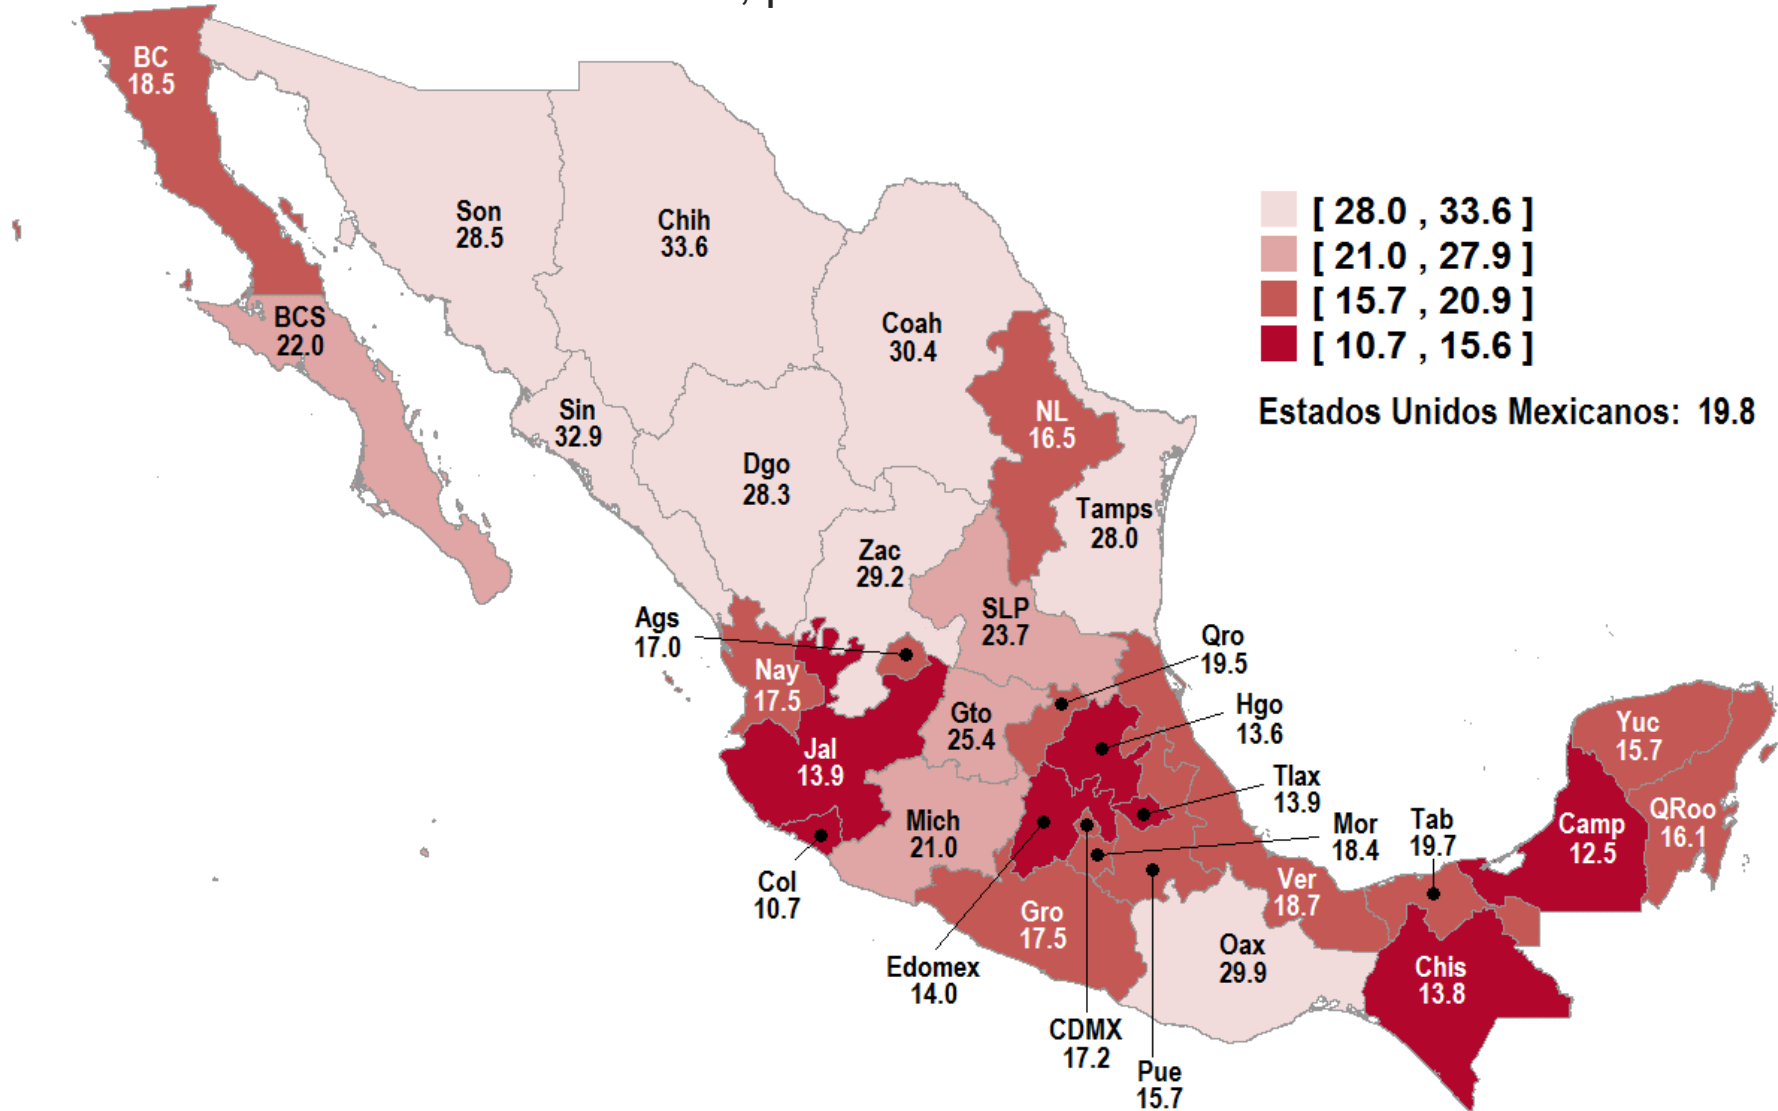 BC
18.5
Son
28.5
Chih
33.6
[ 28.0 , 33.6 ]
[ 21.0 , 27.9 ]
[ 15.7 , 20.9 ]
[ 10.7 , 15.6 ]
Estados Unidos Mexicanos: 19.8
BCS
22.0
Coah
30.4
Sin
32.9
NL
16.5
Dgo
28.3
Tamps
28.0
Zac
29.2
SLP
23.7
Ags
17.0
Nay
17.5
Qro
19.5
Hgo
13.6
Gto
25.4
Jal
13.9
Yuc
15.7
Tlax
13.9
QRoo
16.1
Camp
12.5
Mich
21.0
Mor
18.4
Tab
19.7
Col
10.7
Ver
18.7
Gro
17.5
Edomex
14.0
Oax
29.9
Chis
13.8
CDMX
17.2
Pue
15.7